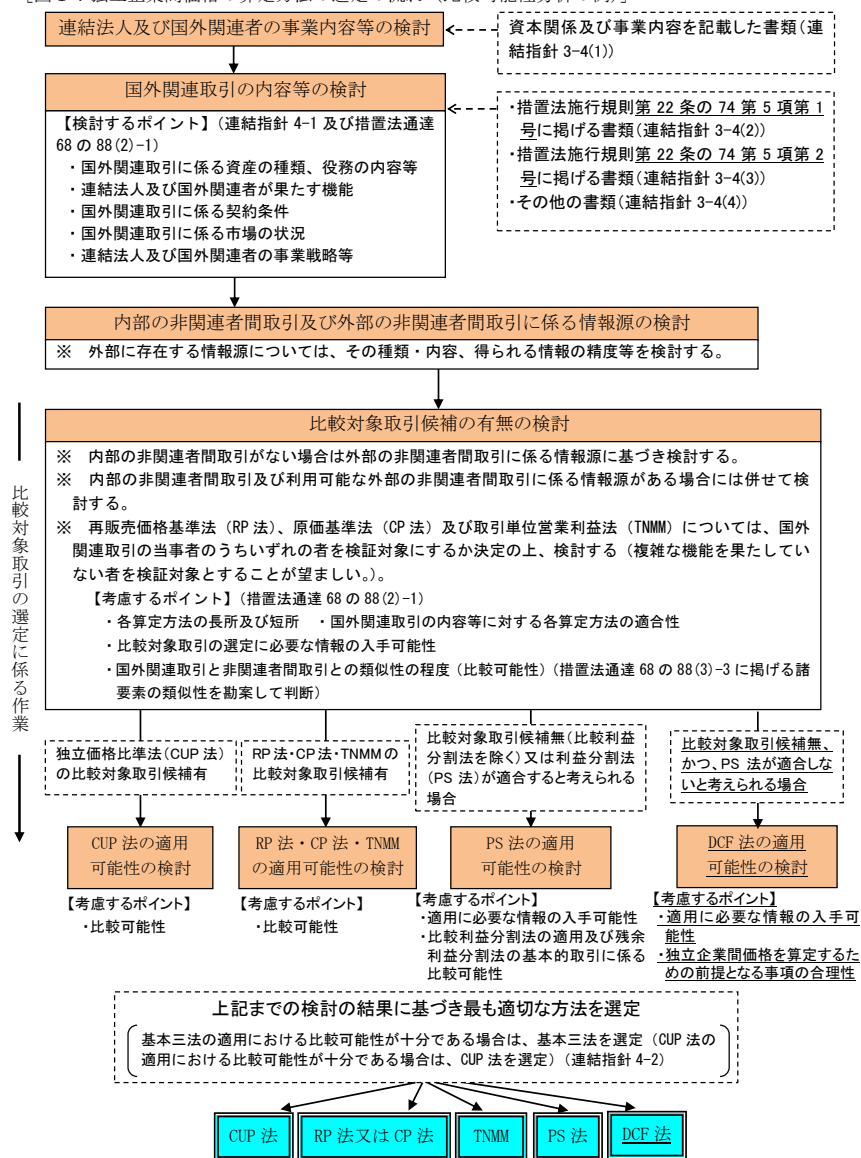 連結法人及び国外関連者の事業内容等の検討
資本関係及び事業内容を記載した書類(連
結指針 3-4(1))
国外関連取引の内容等の検討
【検討するポイント】(連結指針 4-1 及び措置法通達
68 の 88(2)-1)
・国外関連取引に係る資産の種類、役務の内容等
・連結法人及び国外関連者が果たす機能
・国外関連取引に係る契約条件
・国外関連取引に係る市場の状況
・連結法人及び国外関連者の事業戦略等
・措置法施行規則第 22 条の 74 第 5 項第 1
号に掲げる書類(連結指針 3-4(2))
・措置法施行規則第 22 条の 74 第 5 項第 2
号に掲げる書類(連結指針 3-4(3))
・その他の書類(連結指針 3-4(4))
内部の非関連者間取引及び外部の非関連者間取引に係る情報源の検討
※ 外部に存在する情報源については、その種類・内容、得られる情報の精度等を検討する。
比較対象取引の選定に係る作業
比較対象取引候補の有無の検討
※ 内部の非関連者間取引がない場合は外部の非関連者間取引に係る情報源に基づき検討する。
※ 内部の非関連者間取引及び利用可能な外部の非関連者間取引に係る情報源がある場合には併せて検
討する。
※ 再販売価格基準法(RP 法)、原価基準法(CP 法)及び取引単位営業利益法(TNMM)については、国外
関連取引の当事者のうちいずれの者を検証対象にするか決定の上、検討する(複雑な機能を果たしてい
ない者を検証対象とすることが望ましい。)。
【考慮するポイント】(措置法通達 68 の 88(2)-1)
・各算定方法の長所及び短所 ・国外関連取引の内容等に対する各算定方法の適合性
・比較対象取引の選定に必要な情報の入手可能性
・国外関連取引と非関連者間取引との類似性の程度(比較可能性)(措置法通達 68 の 88(3)-3 に掲げる諸
要素の類似性を勘案して判断)
独立価格比準法(CUP 法)
の比較対象取引候補有
RP 法・CP 法・TNMM の
比較対象取引候補有
比較対象取引候補無(比較利益
分割法を除く)又は利益分割法
(PS 法)が適合すると考えられる
場合
比較対象取引候補無、
かつ、PS 法が適合しな
いと考えられる場合
CUP 法の適用
可能性の検討
RP 法・CP 法・TNMM
の適用可能性の検討
PS 法の適用
可能性の検討
DCF 法の適用
可能性の検討
【考慮するポイント】
・比較可能性
【考慮するポイント】
・比較可能性
【考慮するポイント】
・適用に必要な情報の入手可能性
・比較利益分割法の適用及び残余
利益分割法の基本的取引に係る
比較可能性
【考慮するポイント】
・適用に必要な情報の入手可
能性
・独立企業間価格を算定するた
めの前提となる事項の合理性
上記までの検討の結果に基づき最も適切な方法を選定
基本三法の適用における比較可能性が十分である場合は、基本三法を選定(CUP 法の
適用における比較可能性が十分である場合は、CUP 法を選定)(連結指針 4-2)
CUP 法
RP 法又は CP 法
TNMM
PS 法
DCF 法